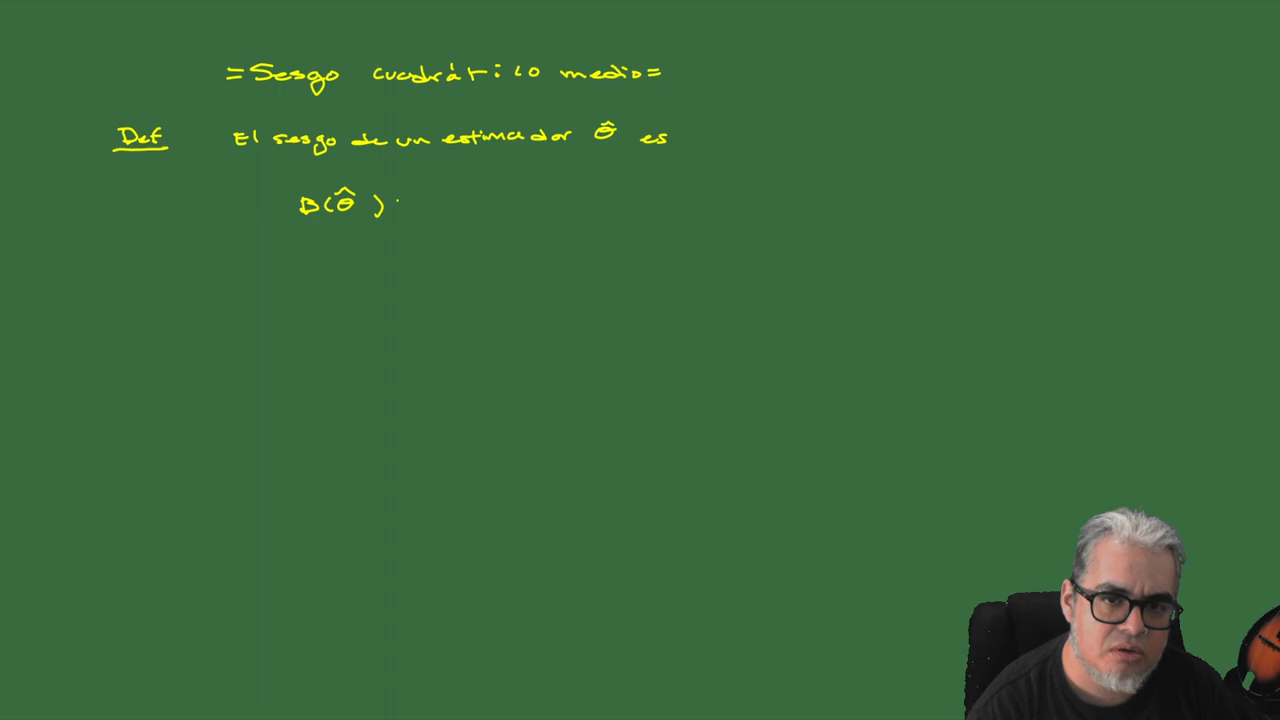 =Sesgo cuadrático medio=
Def El sesgo de un estimador θ̂ es
B(θ̂)